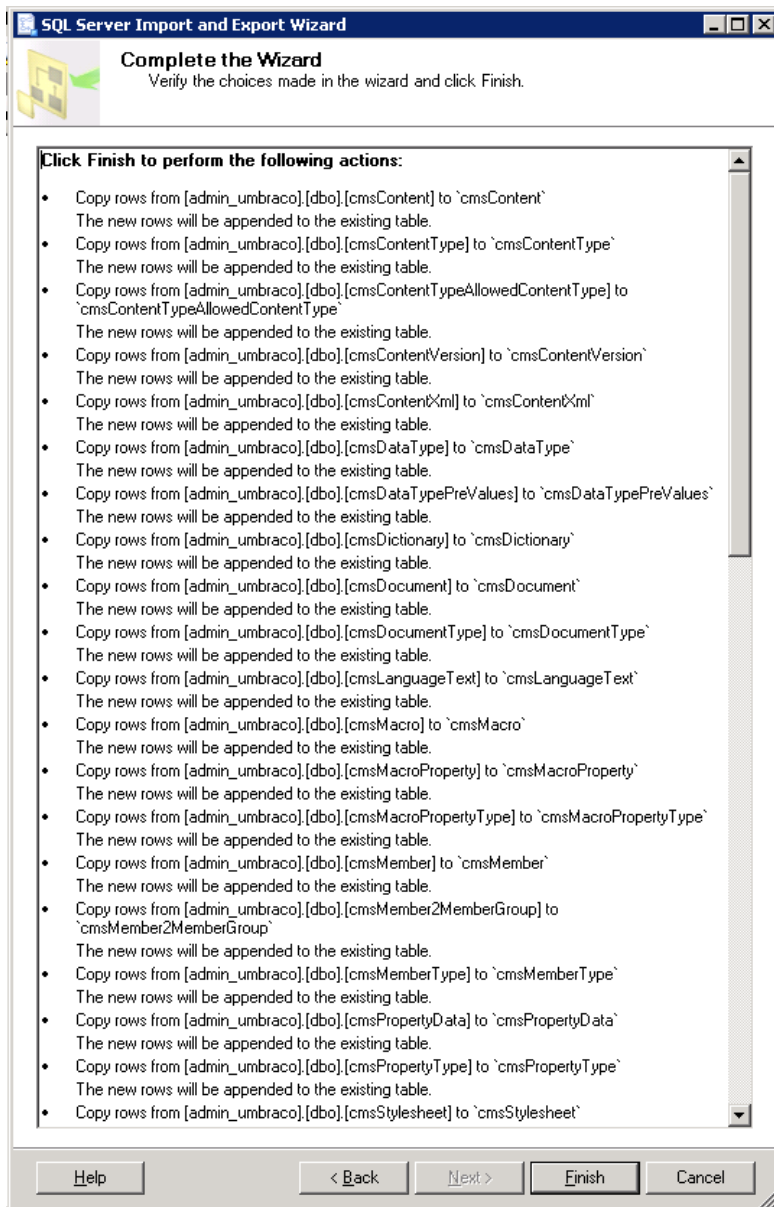 SQL Server Import and Export Wizard
Complete the Wizard
Verify the choices made in the wizard and click Finish.
Click Finish to perform the following actions:
• Copy rows from [admin_umbraco].[dbo].[cmsContent] to `cmsContent`
The new rows will be appended to the existing table.
• Copy rows from [admin_umbraco].[dbo].[cmsContentType] to `cmsContentType`
The new rows will be appended to the existing table.
• Copy rows from [admin_umbraco].[dbo].[cmsContentTypeAllowedContentType] to
`cmsContentTypeAllowedContentType`
The new rows will be appended to the existing table.
• Copy rows from [admin_umbraco].[dbo].[cmsContentVersion] to `cmsContentVersion`
The new rows will be appended to the existing table.
• Copy rows from [admin_umbraco].[dbo].[cmsContentXml] to `cmsContentXml`
The new rows will be appended to the existing table.
• Copy rows from [admin_umbraco].[dbo].[cmsDataType] to `cmsDataType`
The new rows will be appended to the existing table.
• Copy rows from [admin_umbraco].[dbo].[cmsDataTypePreValues] to `cmsDataTypePreValues`
The new rows will be appended to the existing table.
• Copy rows from [admin_umbraco].[dbo].[cmsDictionary] to `cmsDictionary`
The new rows will be appended to the existing table.
• Copy rows from [admin_umbraco].[dbo].[cmsDocument] to `cmsDocument`
The new rows will be appended to the existing table.
• Copy rows from [admin_umbraco].[dbo].[cmsDocumentType] to `cmsDocumentType`
The new rows will be appended to the existing table.
• Copy rows from [admin_umbraco].[dbo].[cmsLanguageText] to `cmsLanguageText`
The new rows will be appended to the existing table.
• Copy rows from [admin_umbraco].[dbo].[cmsMacro] to `cmsMacro`
The new rows will be appended to the existing table.
• Copy rows from [admin_umbraco].[dbo].[cmsMacroProperty] to `cmsMacroProperty`
The new rows will be appended to the existing table.
• Copy rows from [admin_umbraco].[dbo].[cmsMacroPropertyType] to `cmsMacroPropertyType`
The new rows will be appended to the existing table.
• Copy rows from [admin_umbraco].[dbo].[cmsMember] to `cmsMember`
The new rows will be appended to the existing table.
• Copy rows from [admin_umbraco].[dbo].[cmsMember2MemberGroup] to
`cmsMember2MemberGroup`
The new rows will be appended to the existing table.
• Copy rows from [admin_umbraco].[dbo].[cmsMemberType] to `cmsMemberType`
The new rows will be appended to the existing table.
• Copy rows from [admin_umbraco].[dbo].[cmsPropertyData] to `cmsPropertyData`
The new rows will be appended to the existing table.
• Copy rows from [admin_umbraco].[dbo].[cmsPropertyType] to `cmsPropertyType`
The new rows will be appended to the existing table.
• Copy rows from [admin_umbraco].[dbo].[cmsStylesheet] to `cmsStylesheet`
Help < Back Next > Finish Cancel